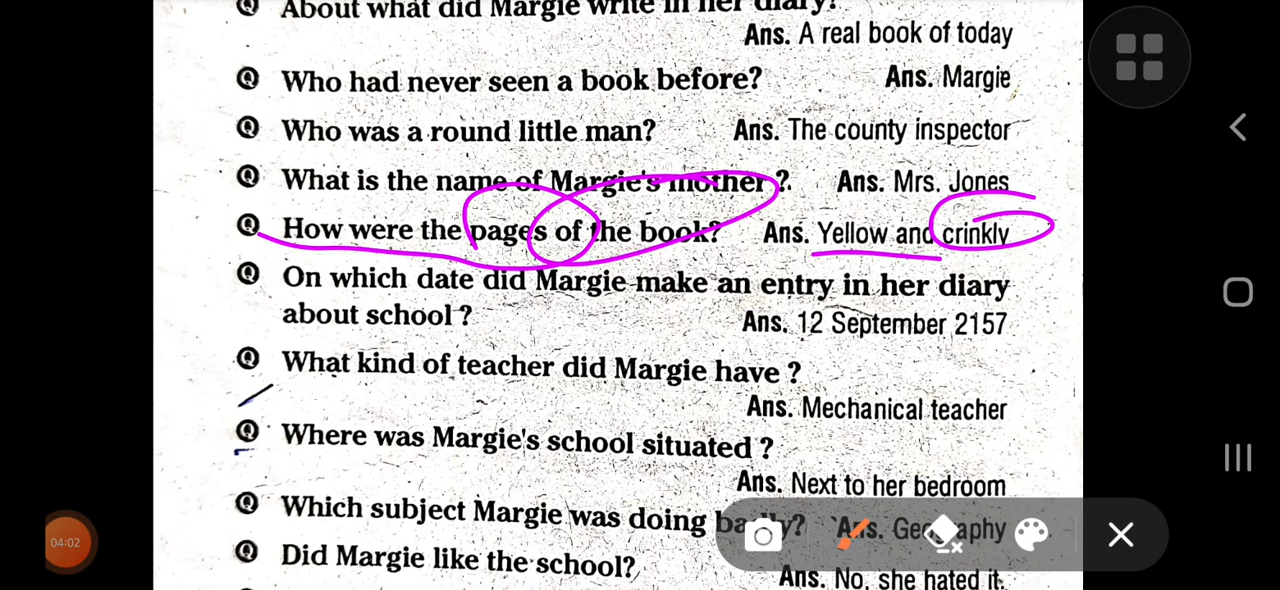 Q About what did Margie write in her diary?
Ans. A real book of today
Q Who had never seen a book before? Ans. Margie
Q Who was a round little man? Ans. The county inspector
Q What is the name of Margie's mother ? Ans. Mrs. Jones
Q How were the pages of the book? Ans. Yellow and crinkly
Q On which date did Margie make an entry in her diary
about school ? Ans. 12 September 2157
Q What kind of teacher did Margie have ?
Ans. Mechanical teacher
Q Where was Margie's school situated ?
Ans. Next to her bedroom
Q Which subject Margie was doing badly? Ans. Geography
Q Did Margie like the school? Ans. No, she hated it.
04:02